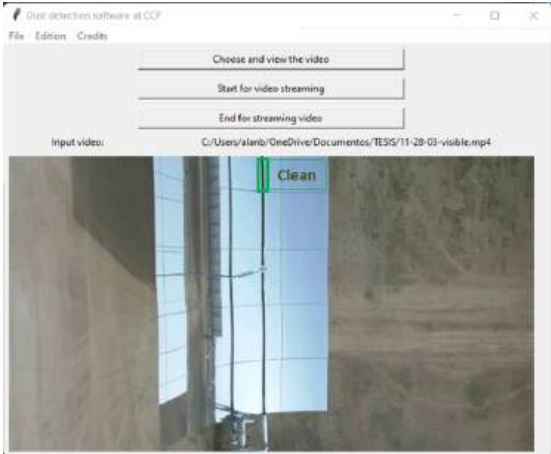 Dust detection software at CCP
File Edition Credits
Choose and view the video
Start for video streaming
End for streaming video
Input video: C:/Users/alanb/OneDrive/Documentos/TESIS/11-28-03-visible.mp4
Clean